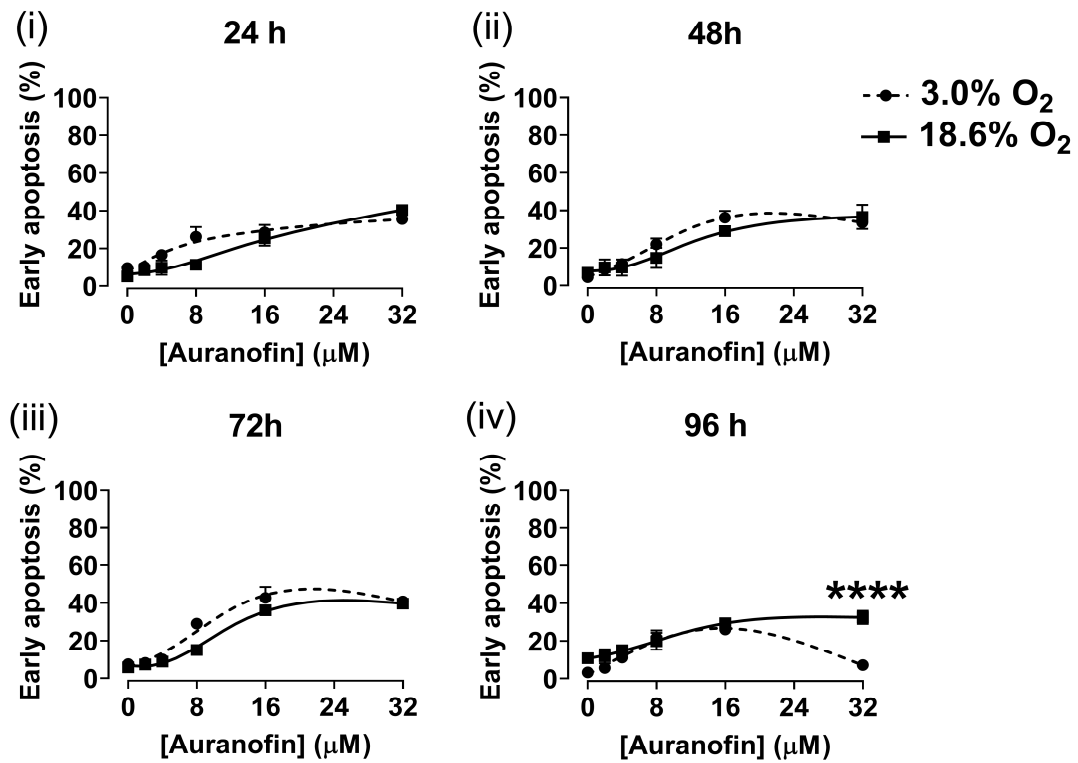 (i)
24 h
Early apoptosis (%)
100
80
60
40
20
0
0 8 16 24 32
[Auranofin] (μM)
(ii)
48h
Early apoptosis (%)
100
80
60
40
20
0
0 8 16 24 32
[Auranofin] (μM)
3.0% O₂
18.6% O₂
(iii)
72h
Early apoptosis (%)
100
80
60
40
20
0
0 8 16 24 32
[Auranofin] (μM)
(iv)
96 h
Early apoptosis (%)
100
80
60
40
20
0
****
0 8 16 24 32
[Auranofin] (μM)